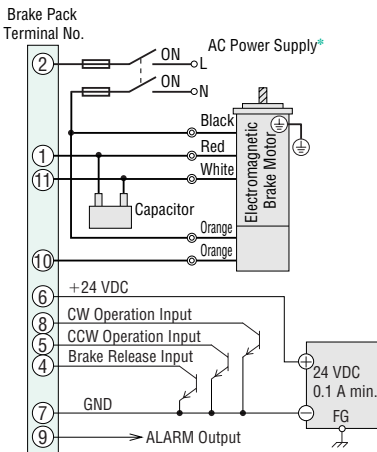 Brake Pack
Terminal No.
AC Power Supply*
2
ON
L
ON
N
Black
1
Red
11
White
Capacitor
Electromagnetic
Brake Motor
Orange
Orange
10
6
+24 VDC
8
CW Operation Input
5
CCW Operation Input
4
Brake Release Input
24 VDC
0.1 A min.
7
GND
FG
9
ALARM Output